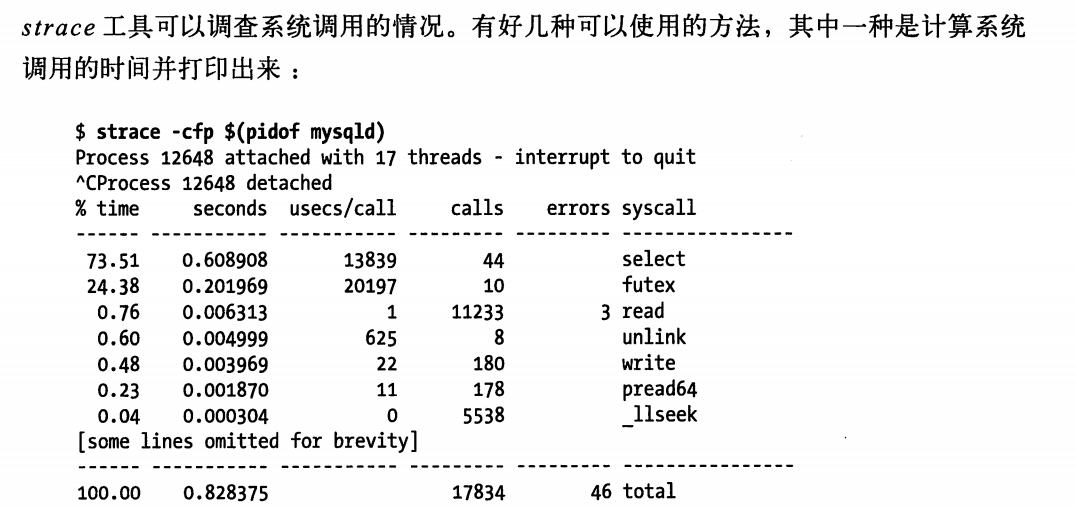 strace 工具可以调查系统调用的情况。有好几种可以使用的方法，其中一种是计算系统
调用的时间并打印出来：
$ strace -cfp $(pidof mysqld)
Process 12648 attached with 17 threads - interrupt to quit
^CProcess 12648 detached
% time     seconds  usecs/call     calls    errors syscall
------ ----------- ----------- --------- --------- ----------------
 73.51    0.608908       13839        44           select
 24.38    0.201969       20197        10           futex
  0.76    0.006313           1     11233         3 read
  0.60    0.004999         625         8           unlink
  0.48    0.003969          22       180           write
  0.23    0.001870          11       178           pread64
  0.04    0.000304           0      5538           _llseek
[some lines omitted for brevity]
------ ----------- ----------- --------- --------- ----------------
100.00    0.828375                 17834        46 total